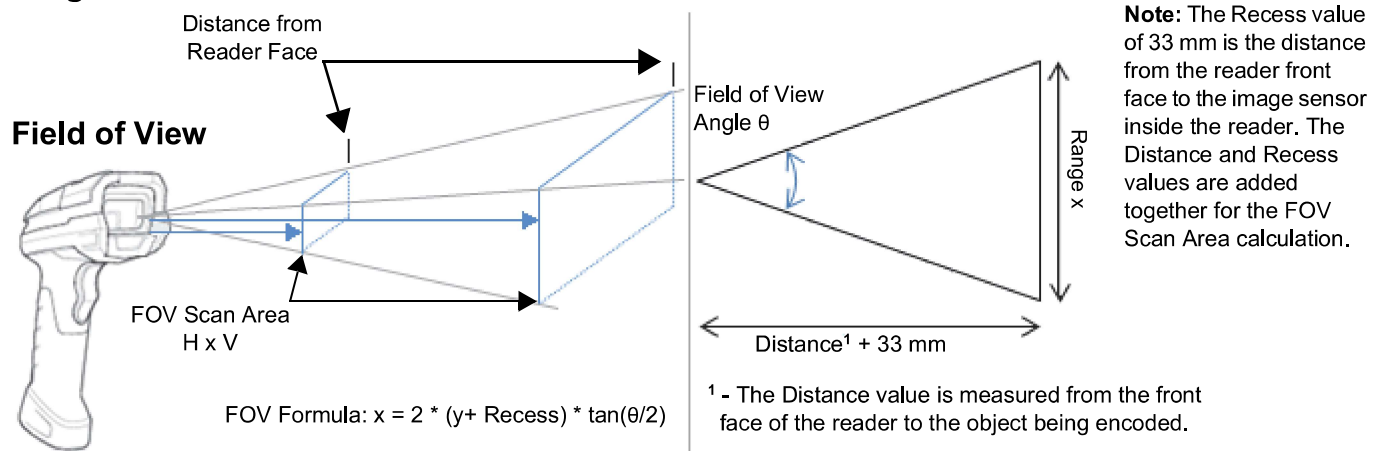 Distance from
Reader Face
Field of View
FOV Scan Area
H x V
FOV Formula: x = 2 * (y+ Recess) * tan(θ/2)
Field of View
Angle θ
Range x
Distance¹ + 33 mm
¹ - The Distance value is measured from the front
face of the reader to the object being encoded.
Note: The Recess value
of 33 mm is the distance
from the reader front
face to the image sensor
inside the reader. The
Distance and Recess
values are added
together for the FOV
Scan Area calculation.